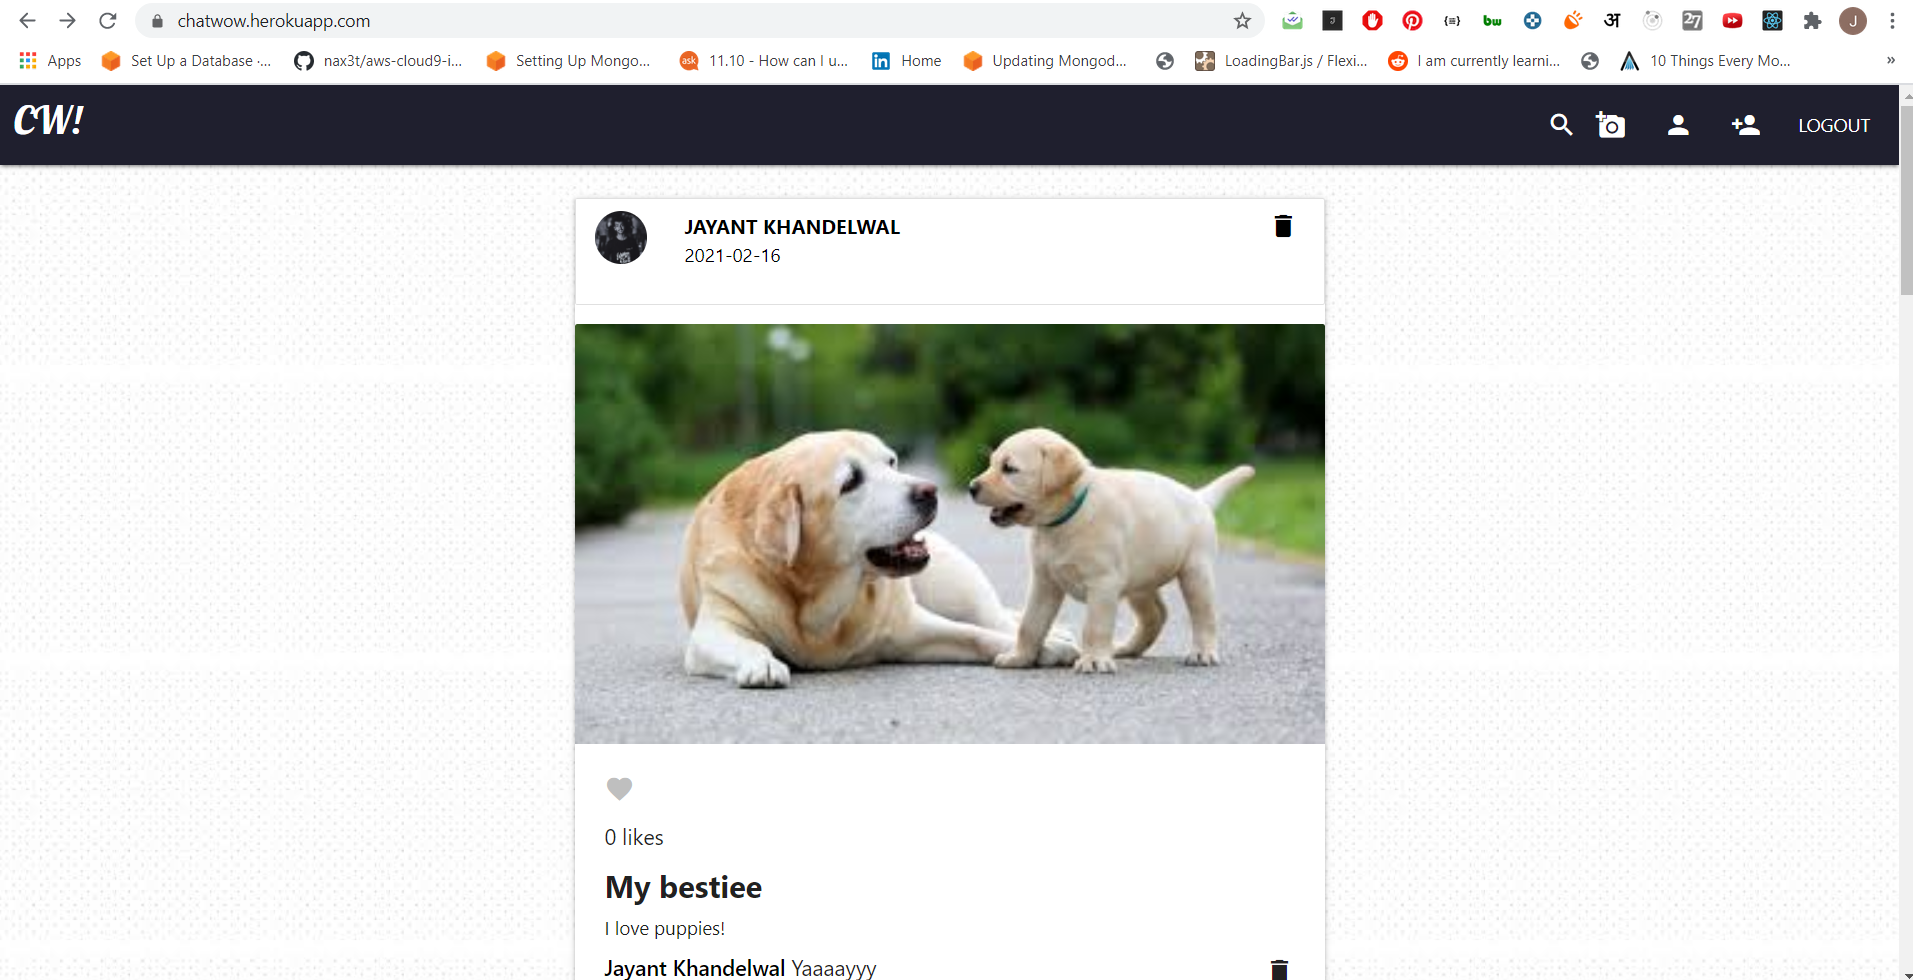 chatwow.herokuapp.com
J
Apps
Set Up a Database ·...
nax3t/aws-cloud9-i...
Setting Up Mongo...
ask
11.10 - How can I u...
in
Home
Updating Mongod...
LoadingBar.js / Flexi...
I am currently learni...
10 Things Every Mo...
»
CW!
LOGOUT
JAYANT KHANDELWAL
2021-02-16
0 likes
My bestiee
I love puppies!
Jayant Khandelwal Yaaaayyy